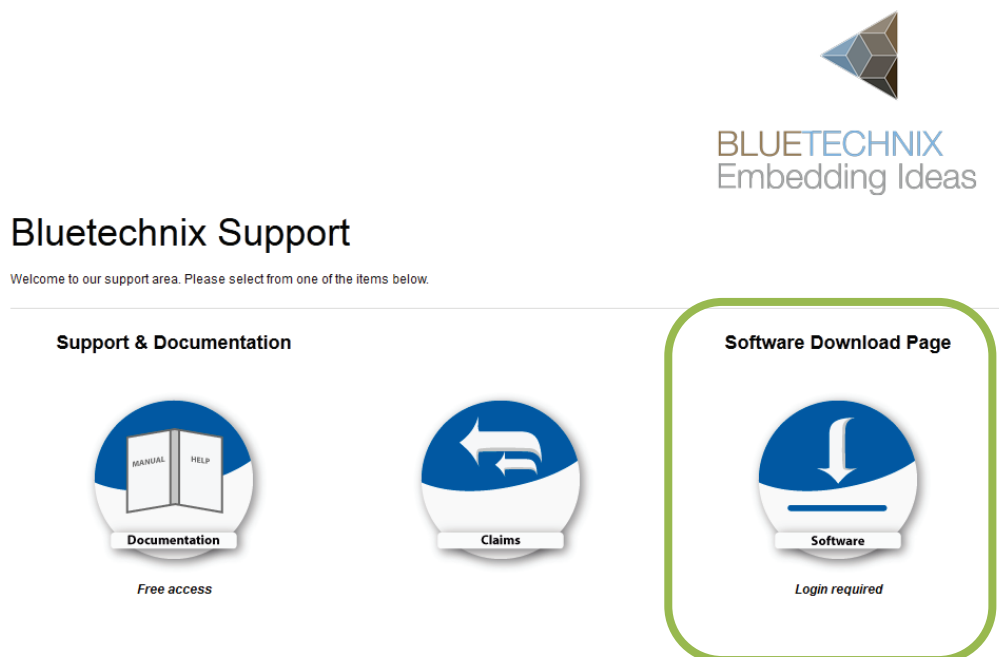 BLUETECHNIX
Embedding Ideas
Bluetechnix Support
Welcome to our support area. Please select from one of the items below.
Support & Documentation
Software Download Page
MANUAL HELP
Documentation
Claims
Software
Free access
Login required